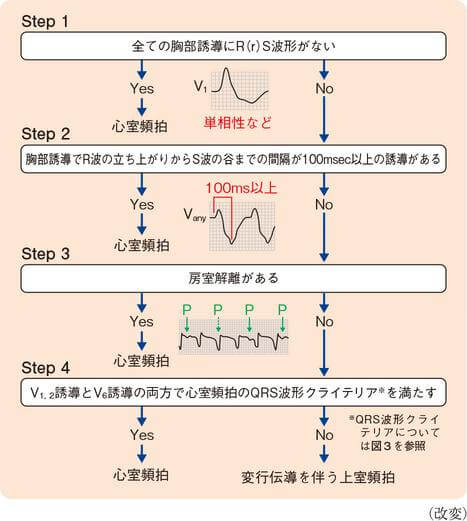 Step 1
全ての胸部誘導にR(r)S波形がない
Yes
V1
No
心室頻拍
単相性など
Step 2
胸部誘導でR波の立ち上がりからS波の谷までの間隔が100msec以上の誘導がある
100ms以上
Yes
Vany
No
心室頻拍
Step 3
房室解離がある
P P P P
Yes
No
心室頻拍
Step 4
V1, 2誘導とV6誘導の両方で心室頻拍のQRS波形クライテリア※を満たす
※QRS波形クライ
テリアについて
は図3を参照
Yes
No
心室頻拍
変行伝導を伴う上室頻拍
(改変)